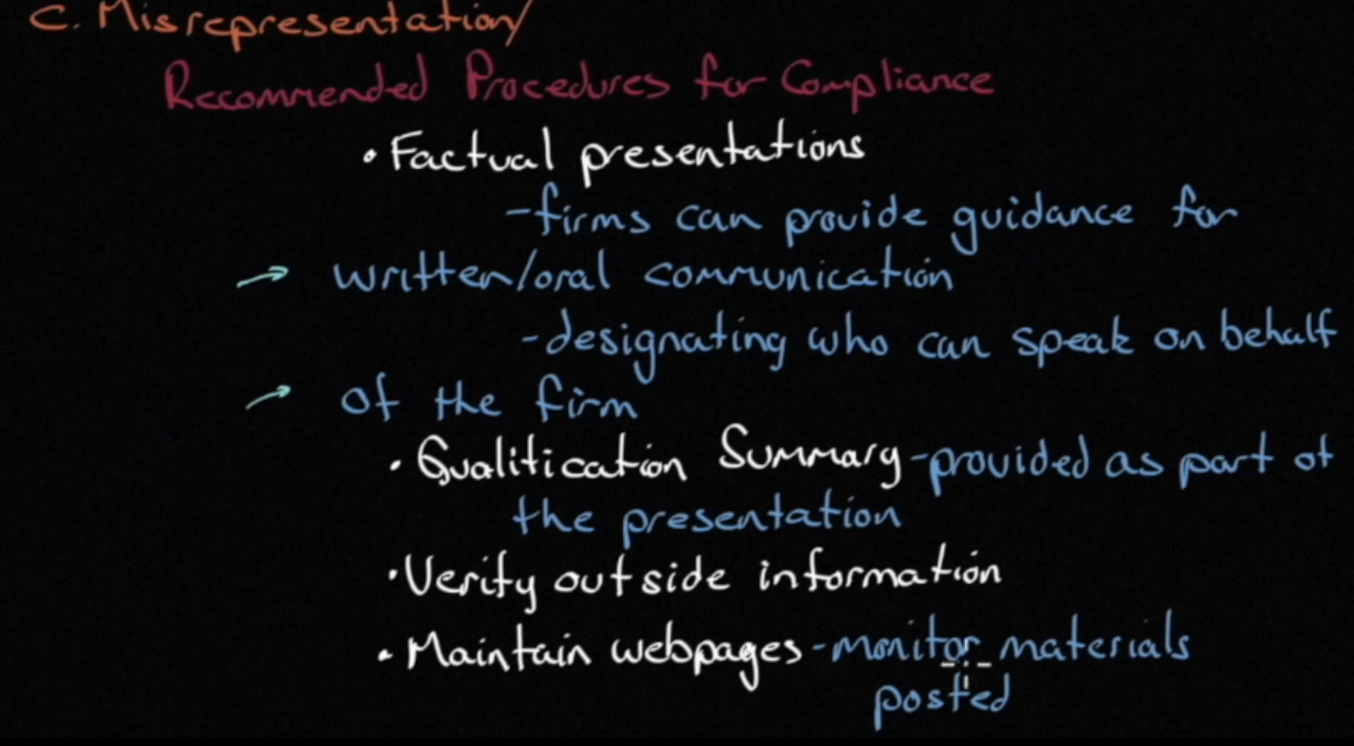 C. Misrepresentation/
Recommended Procedures for Compliance
• Factual presentations
-firms can provide guidance for
→ written/oral communication
-designating who can speak on behalf
→ of the firm
• Qualification Summary -provided as part of
the presentation
• Verify outside information
• Maintain webpages -monitor materials
posted